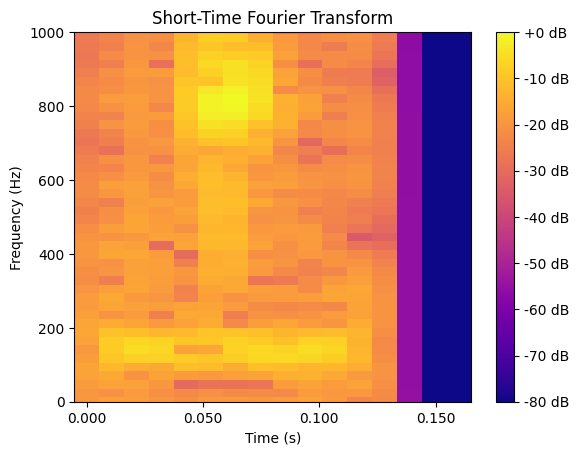 Short-Time Fourier Transform
Frequency (Hz)
1000
800
600
400
200
0
0.000
0.050
0.100
0.150
Time (s)
+0 dB
-10 dB
-20 dB
-30 dB
-40 dB
-50 dB
-60 dB
-70 dB
-80 dB